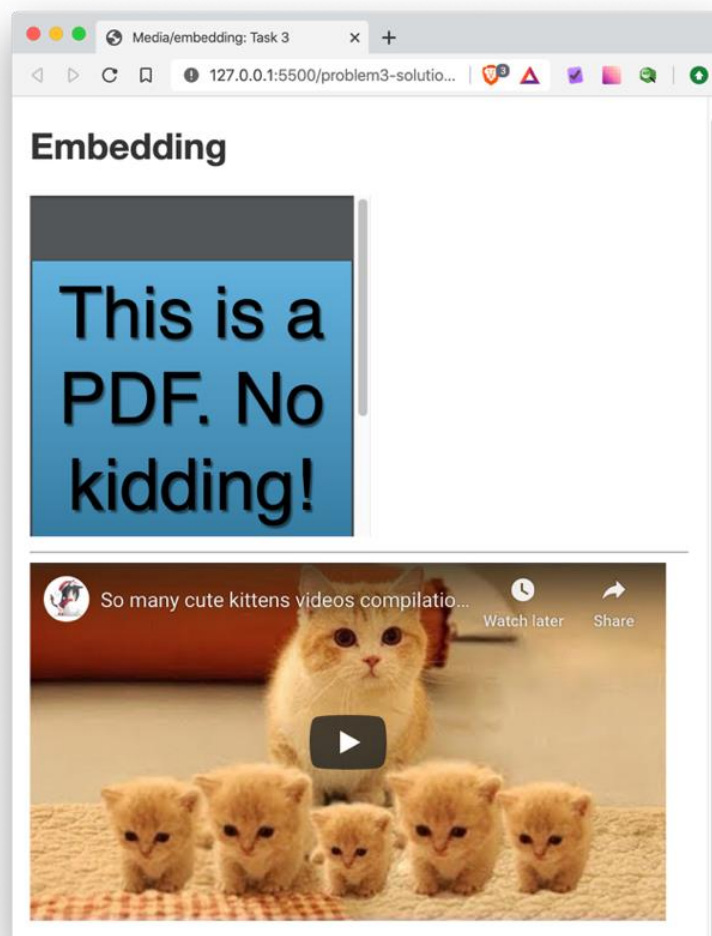 Media/embedding: Task 3
127.0.0.1:5500/problem3-solutio...
3
Embedding
This is a
PDF. No
kidding!
So many cute kittens videos compilatio...
Watch later
Share